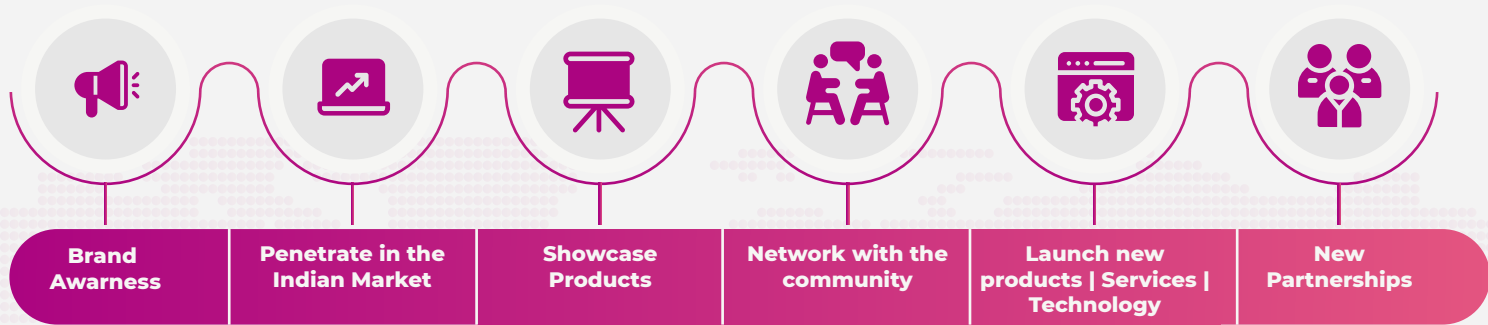 Brand
Awarness
Penetrate in the
Indian Market
Showcase
Products
Network with the
community
Launch new
products | Services |
Technology
New
Partnerships